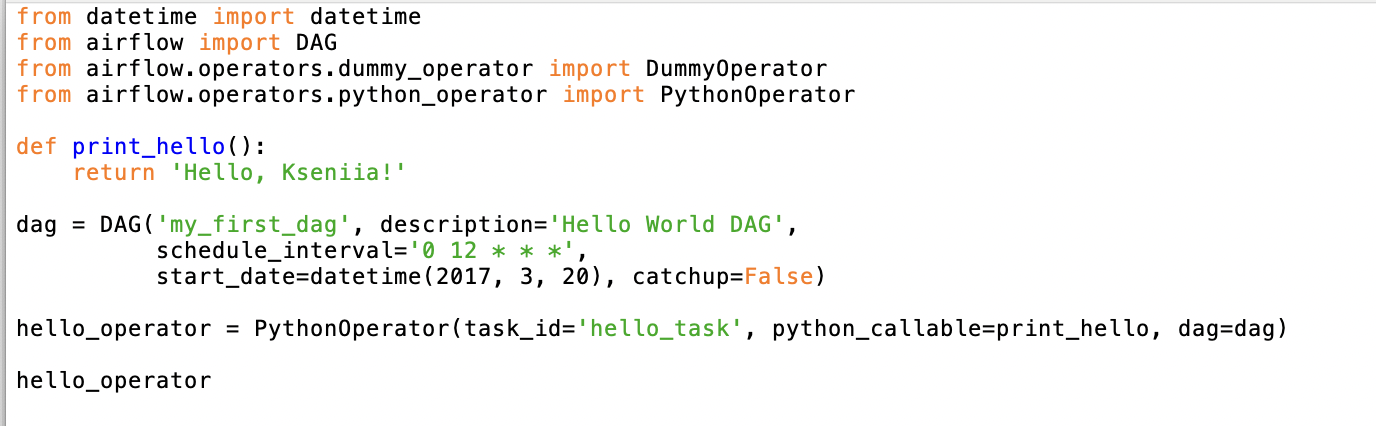 from datetime import datetime
from airflow import DAG
from airflow.operators.dummy_operator import DummyOperator
from airflow.operators.python_operator import PythonOperator
def print_hello():
    return 'Hello, Kseniia!'
dag = DAG('my_first_dag', description='Hello World DAG',
          schedule_interval='0 12 * * *',
          start_date=datetime(2017, 3, 20), catchup=False)
hello_operator = PythonOperator(task_id='hello_task', python_callable=print_hello, dag=dag)
hello_operator